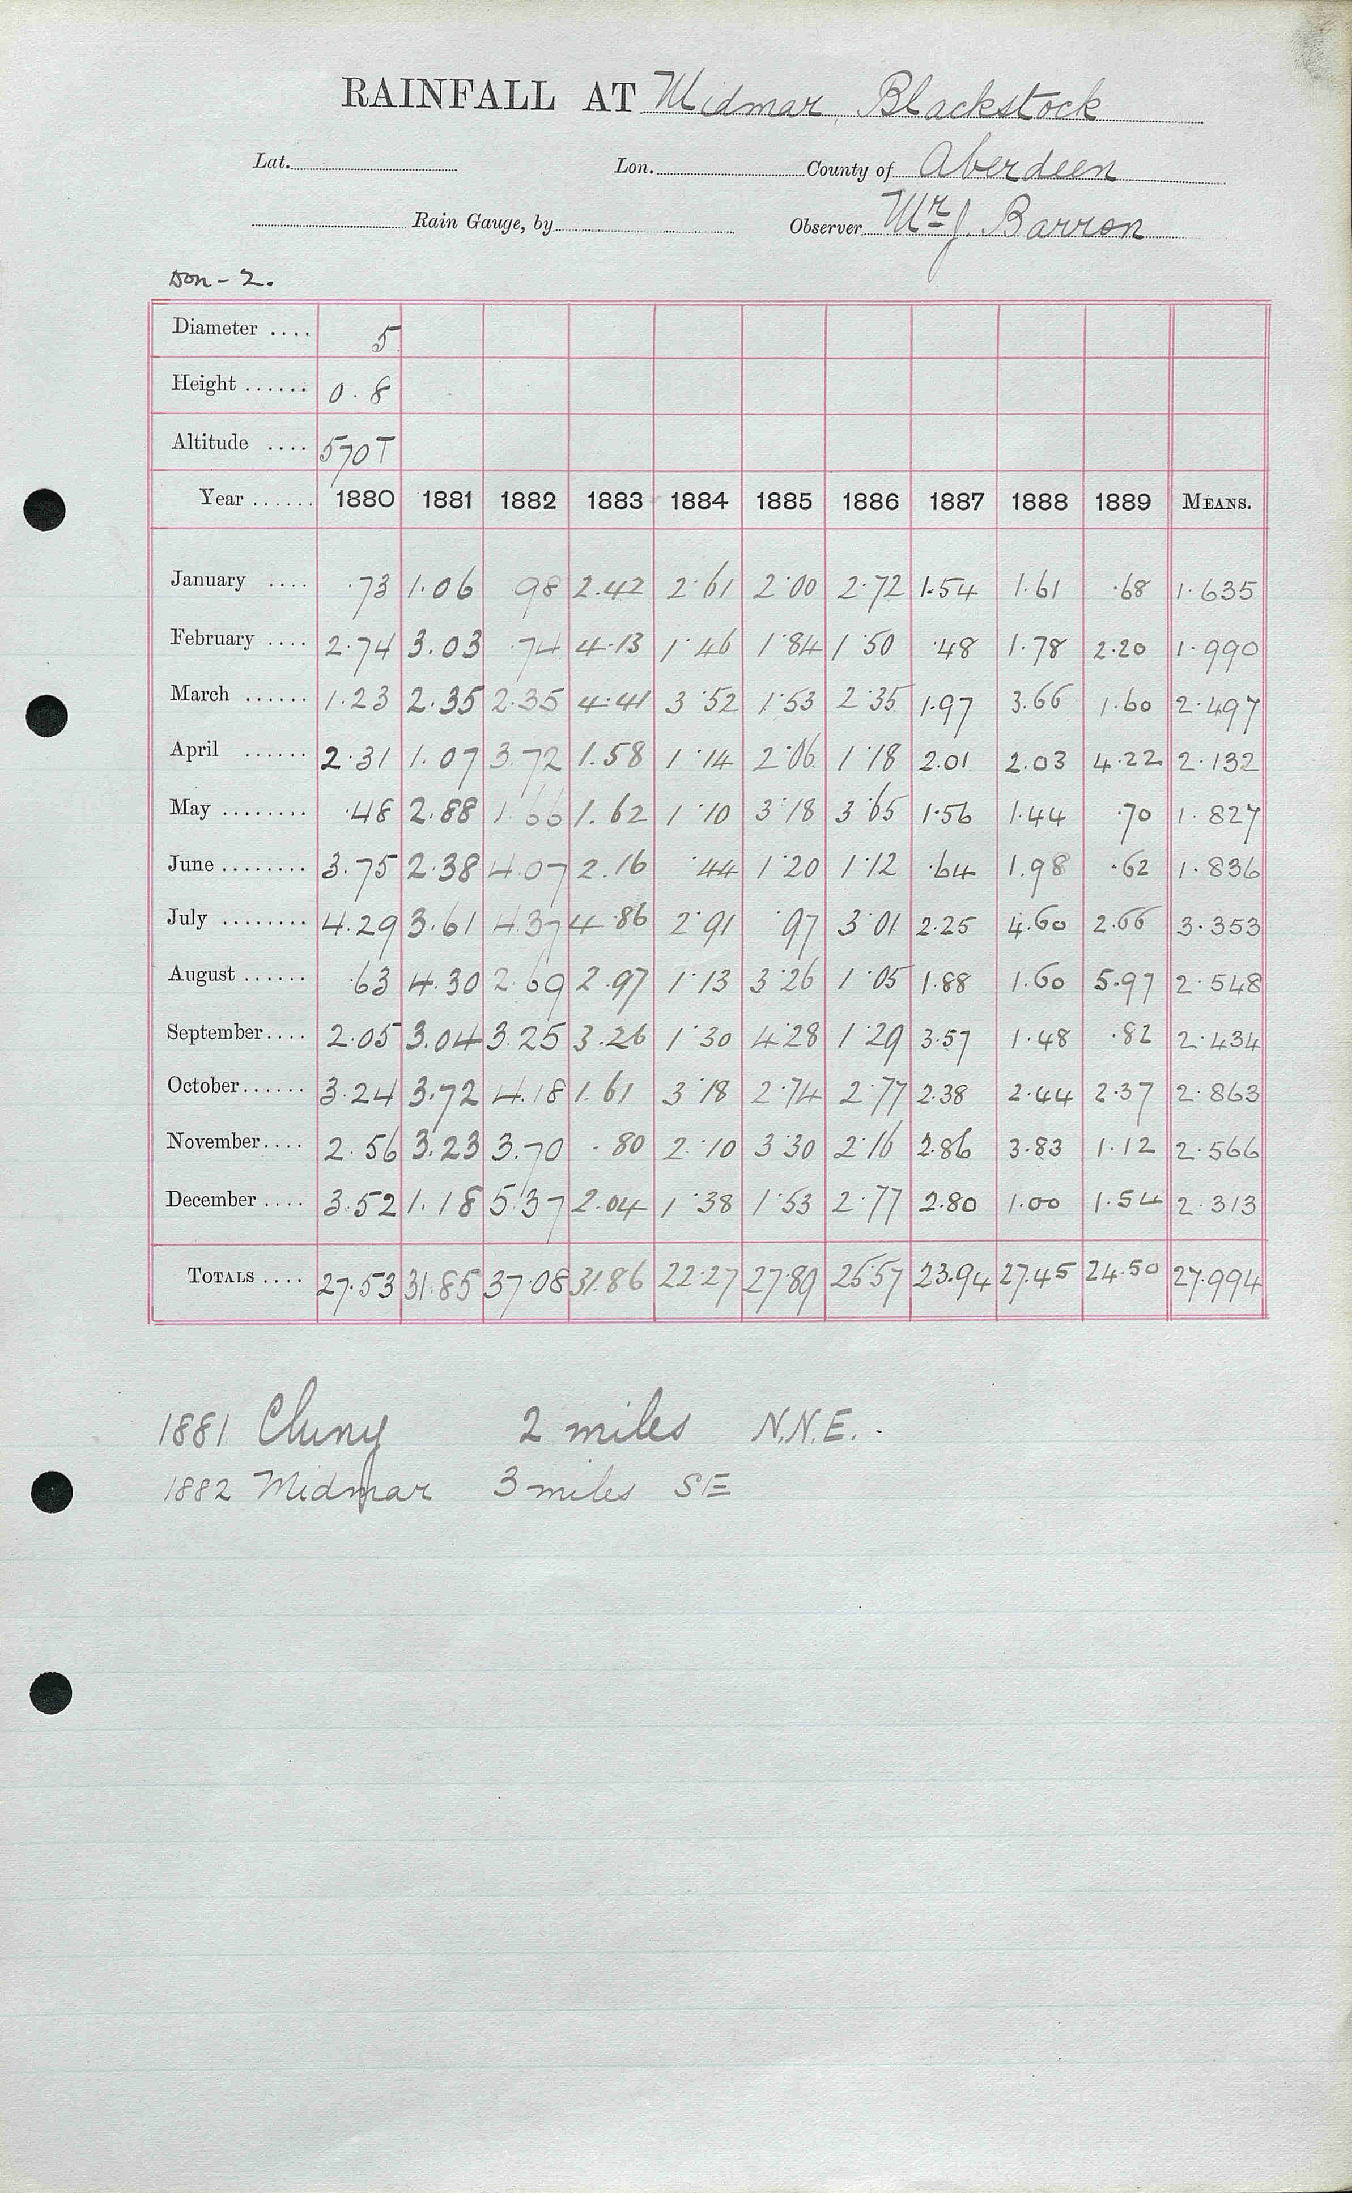 RAINFALL AT Midmar, Blackstock
Lat. Lon. County of Aberdeen
Rain Gauge, by Observer Mr J. Barron
Don - 2.
Diameter .... 5
Height ...... 0.8
Altitude .... 570T
Year ...... 1880 1881 1882 1883 1884 1885 1886 1887 1888 1889 MEANS.
January .... .73 1.06 .98 2.42 2.61 2.00 2.72 1.54 1.61 .68 1.635
February .... 2.74 3.03 .74 4.13 1.46 1.84 1.50 .48 1.78 2.20 1.990
March ...... 1.23 2.35 2.35 4.41 3.52 1.53 2.35 1.97 3.66 1.60 2.497
April ...... 2.31 1.07 3.72 1.58 1.14 2.06 1.18 2.01 2.03 4.22 2.132
May ........ .48 2.88 1.66 1.62 1.10 3.18 3.65 1.56 1.44 .70 1.827
June ........ 3.75 2.38 4.07 2.16 .44 1.20 1.12 .64 1.98 .62 1.836
July ........ 4.29 3.61 4.37 4.86 2.91 .97 3.01 2.25 4.60 2.66 3.353
August ...... .63 4.30 2.69 2.97 1.13 3.26 1.05 1.88 1.60 5.97 2.548
September.... 2.05 3.04 3.25 3.26 1.30 4.28 1.29 3.57 1.48 .82 2.434
October...... 3.24 3.72 4.18 1.61 3.18 2.74 2.77 2.38 2.44 2.37 2.863
November.... 2.56 3.23 3.70 .80 2.10 3.30 2.16 2.86 3.83 1.12 2.566
December .... 3.52 1.18 5.37 2.04 1.38 1.53 2.77 2.80 1.00 1.54 2.313
TOTALS .... 27.53 31.85 37.08 31.86 22.27 27.89 25.57 23.94 27.45 24.50 27.994
1881 Cluny 2 miles N.N.E.
1882 Midmar 3 miles SE